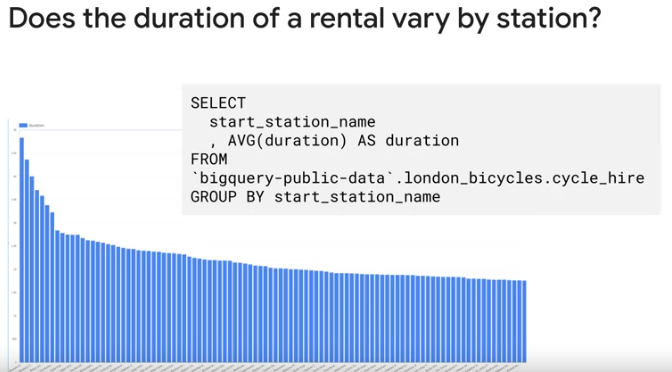 Does the duration of a rental vary by station?
SELECT
start_station_name
, AVG(duration) AS duration
FROM
`bigquery-public-data`.london_bicycles.cycle_hire
GROUP BY start_station_name
duration